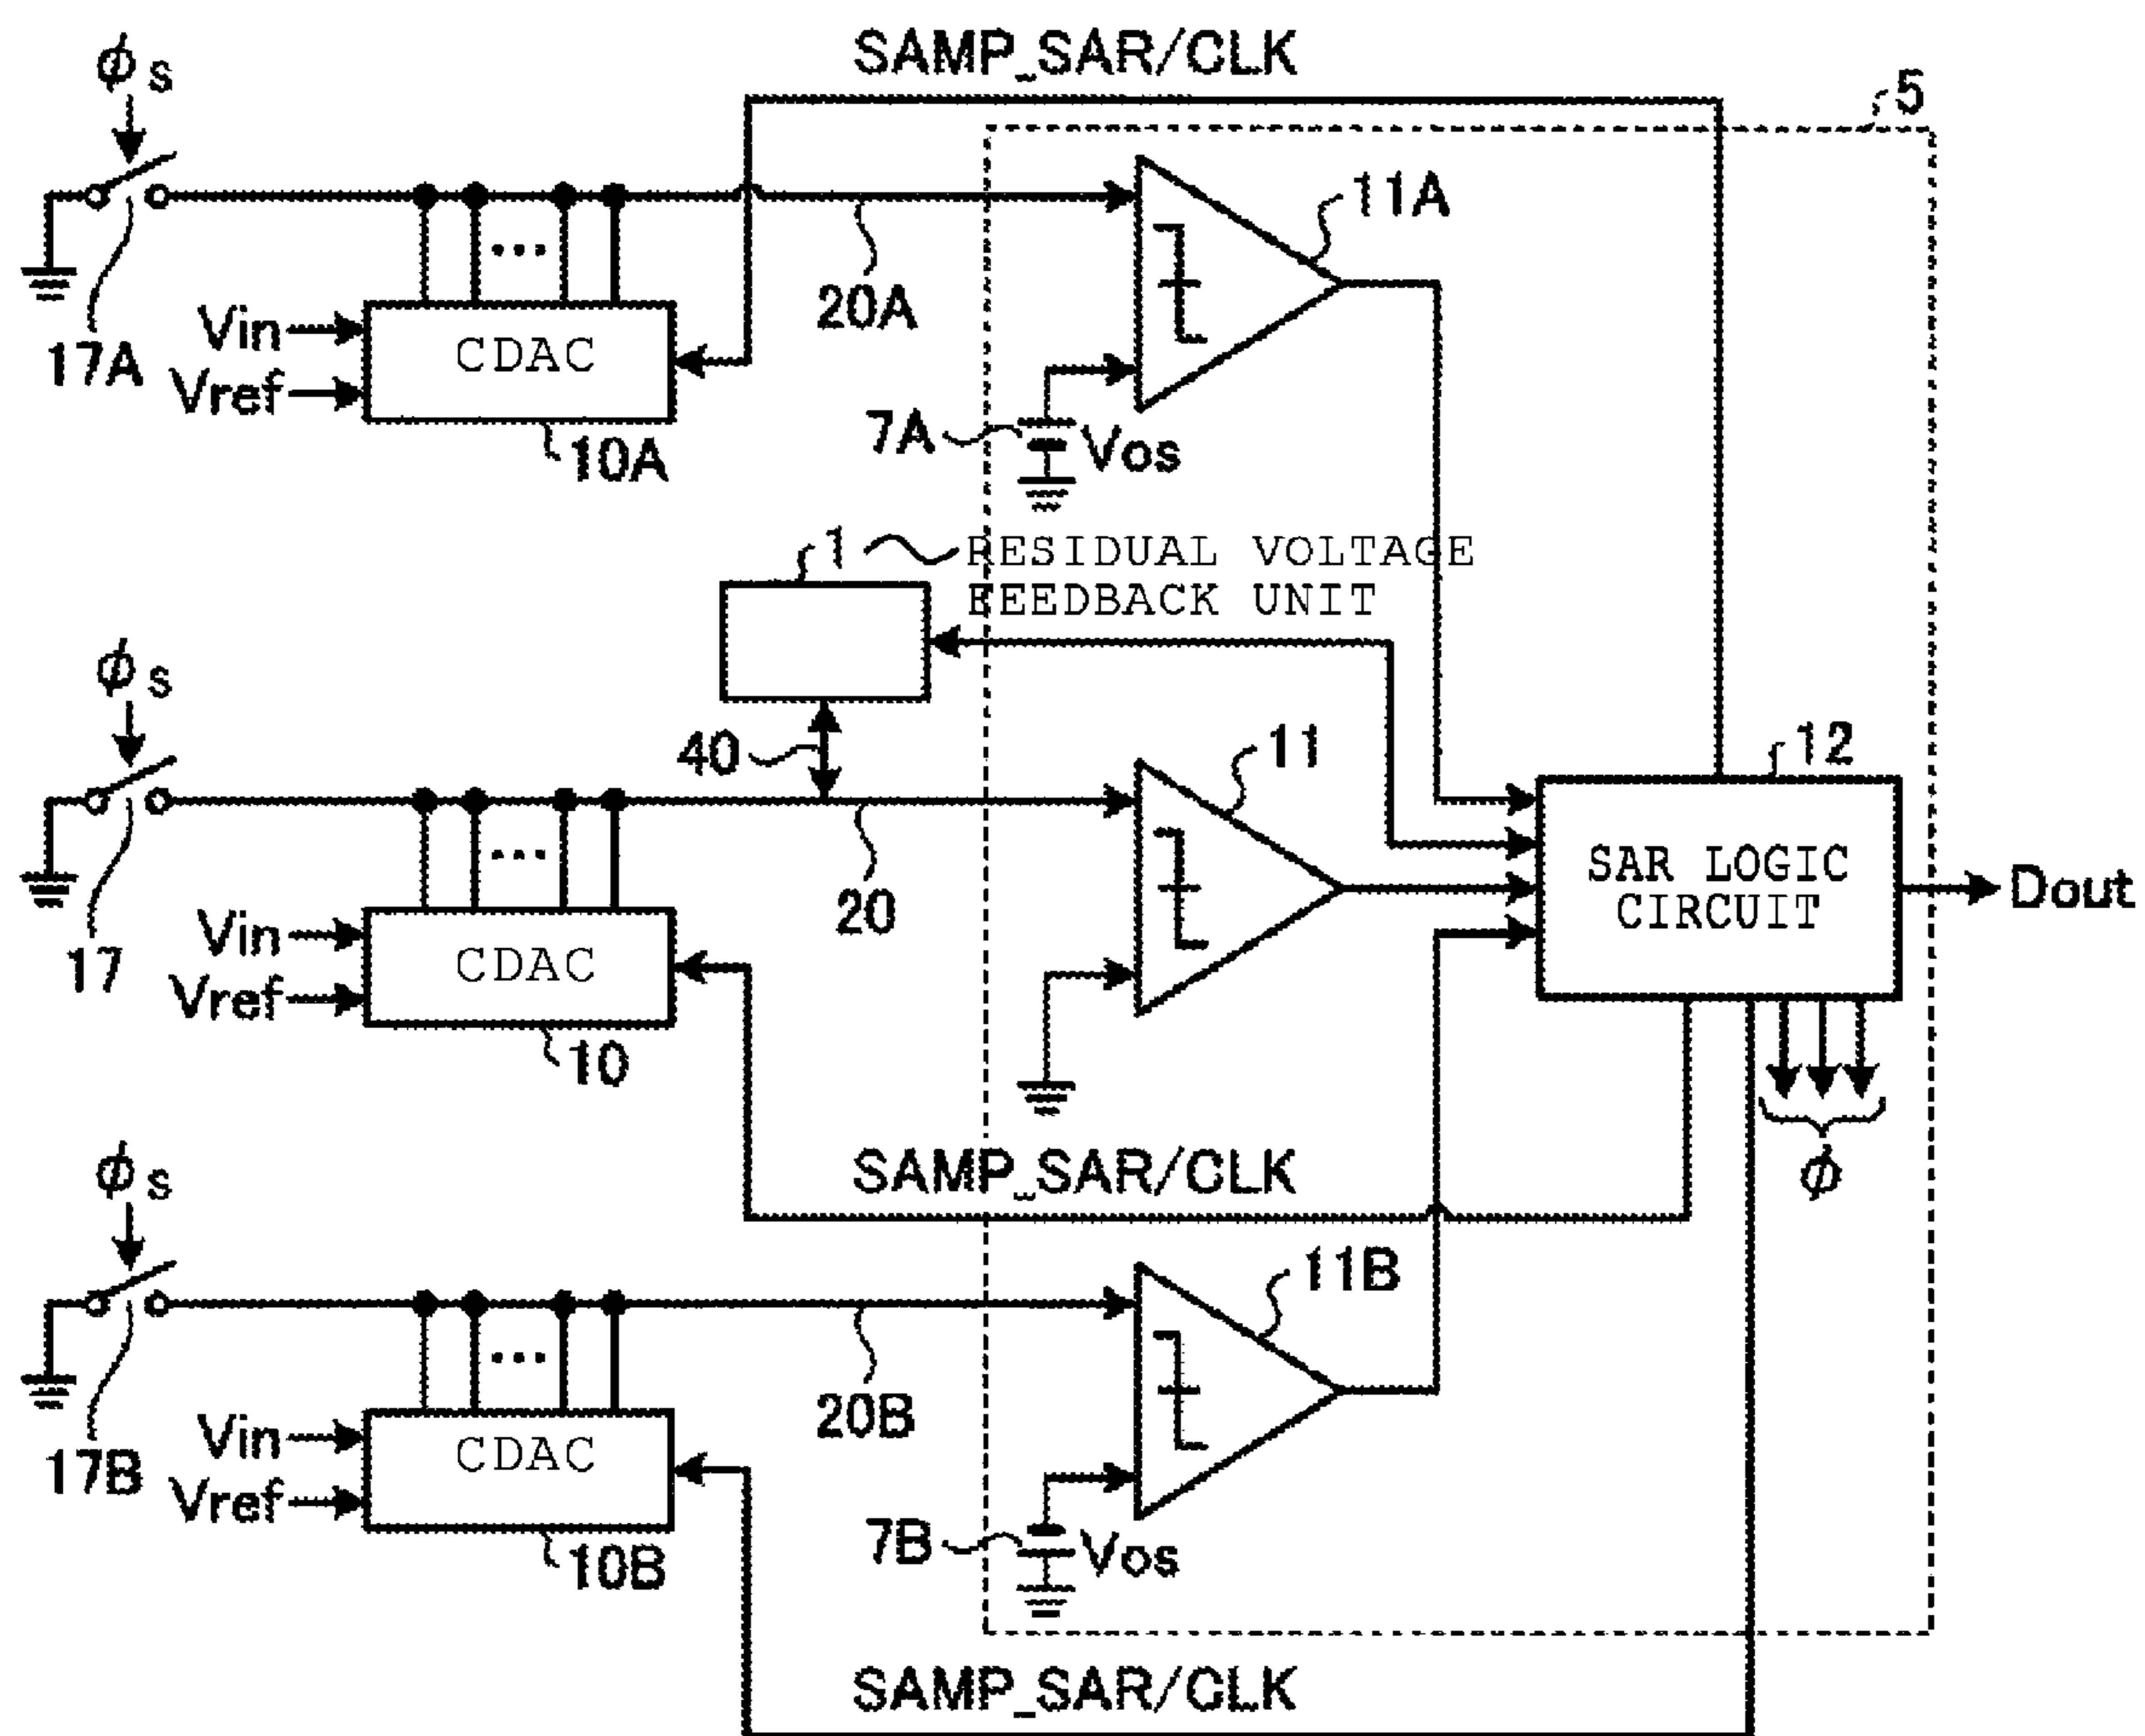 SAMP_SAR/CLK
ϕs
5
11A
20A
Vin
CDAC
17A
Vref
7A
Vos
10A
1
RESIDUAL VOLTAGE
FEEDBACK UNIT
ϕs
40
11
12
SAR LOGIC
CIRCUIT
Dout
20
Vin
CDAC
17
Vref
10
ϕ
SAMP_SAR/CLK
ϕs
11B
20B
Vin
CDAC
17B
Vref
7B
Vos
10B
SAMP_SAR/CLK